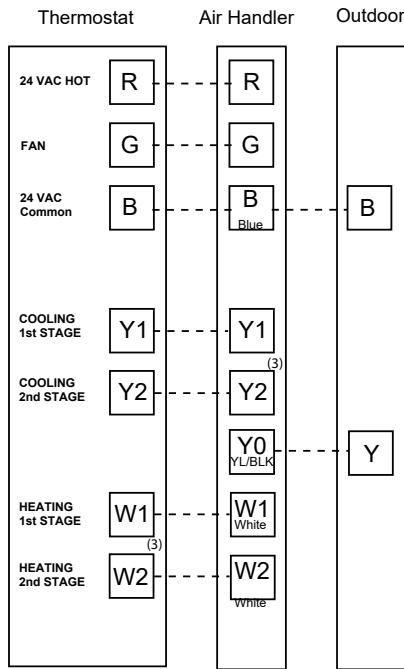 Thermostat Air Handler Outdoor
24 VAC HOT R R
FAN G G
24 VAC
Common B B B
Blue
COOLING
1st STAGE Y1 Y1
(3)
COOLING
2nd STAGE Y2 Y2
Y0 Y
YL/BLK
HEATING
1st STAGE W1 W1
White
(3)
HEATING
2nd STAGE W2 W2
White